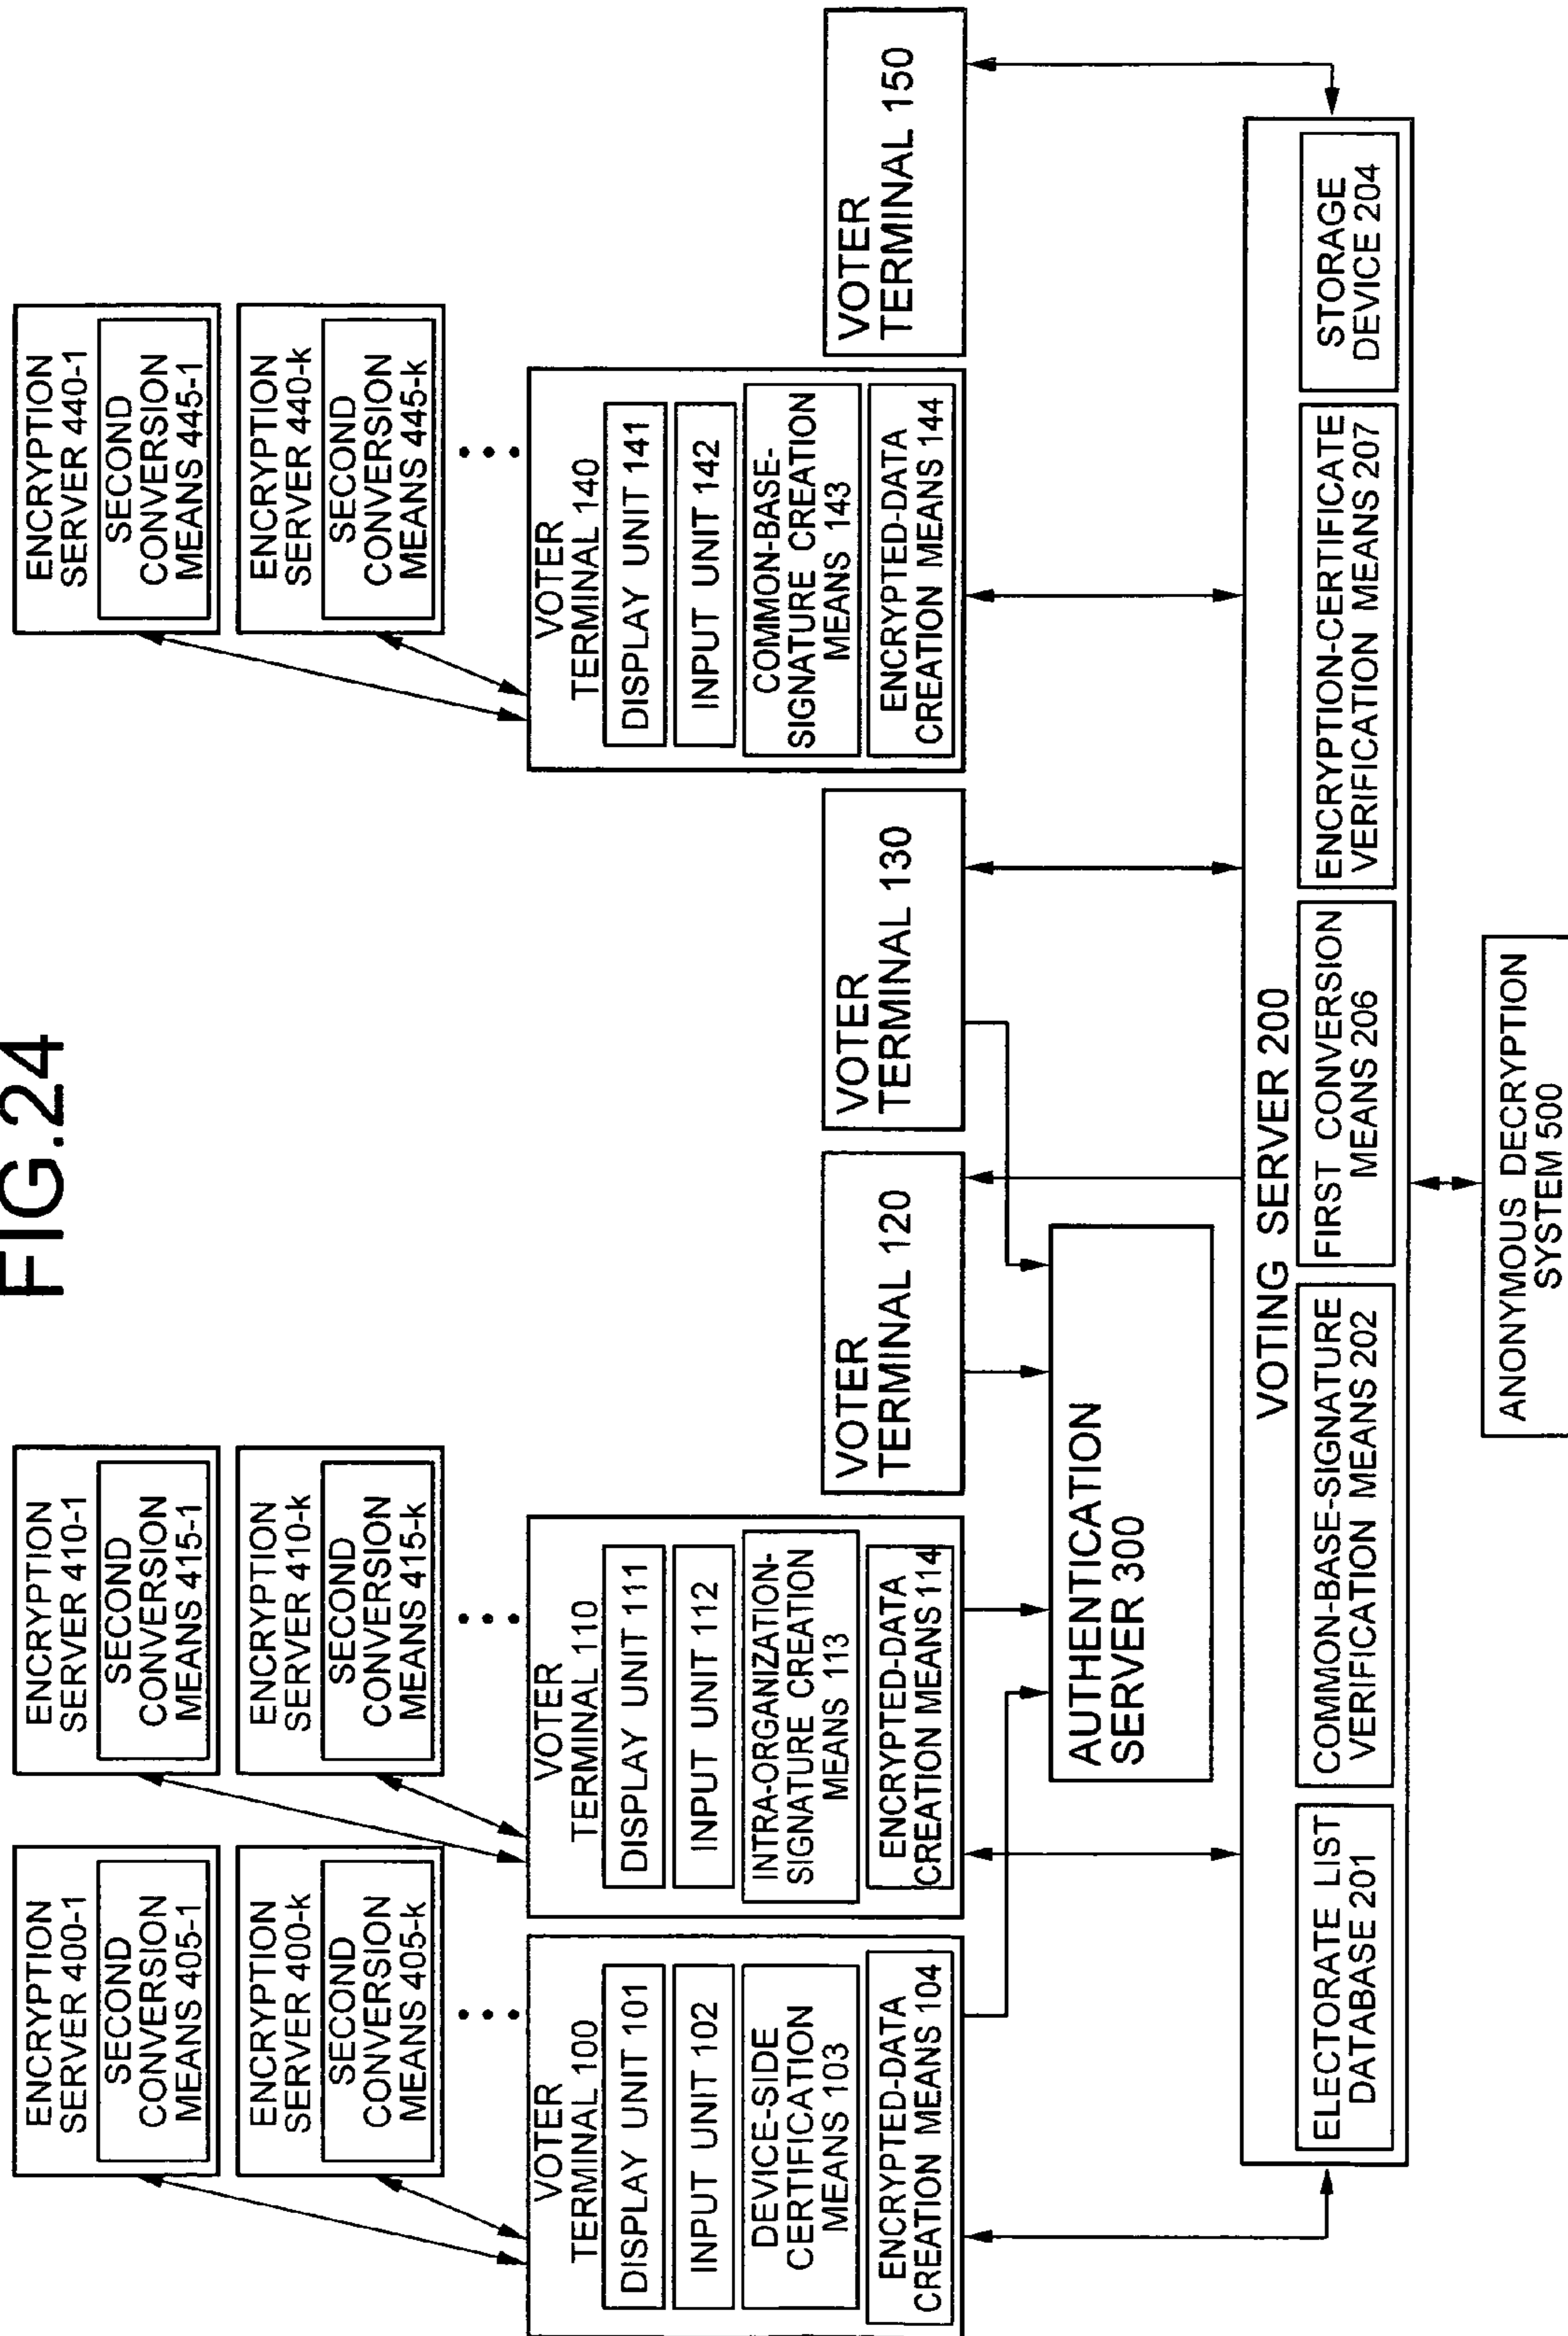 FIG.24
ENCRYPTION
SERVER 400-1
SECOND
CONVERSION
MEANS 405-1
ENCRYPTION
SERVER 400-k
SECOND
CONVERSION
MEANS 405-k
VOTER
TERMINAL 100
DISPLAY UNIT 101
INPUT UNIT 102
DEVICE-SIDE
CERTIFICATION
MEANS 103
ENCRYPTED-DATA
CREATION MEANS 104
ENCRYPTION
SERVER 410-1
SECOND
CONVERSION
MEANS 415-1
ENCRYPTION
SERVER 410-k
SECOND
CONVERSION
MEANS 415-k
VOTER
TERMINAL 110
DISPLAY UNIT 111
INPUT UNIT 112
INTRA-ORGANIZATION-
SIGNATURE CREATION
MEANS 113
ENCRYPTED-DATA
CREATION MEANS 114
VOTER
TERMINAL 120
VOTER
TERMINAL 130
ENCRYPTION
SERVER 440-1
SECOND
CONVERSION
MEANS 445-1
ENCRYPTION
SERVER 440-k
SECOND
CONVERSION
MEANS 445-k
VOTER
TERMINAL 140
DISPLAY UNIT 141
INPUT UNIT 142
COMMON-BASE-
SIGNATURE CREATION
MEANS 143
ENCRYPTED-DATA
CREATION MEANS 144
VOTER
TERMINAL 150
AUTHENTICATION
SERVER 300
VOTING SERVER 200
ELECTORATE LIST
DATABASE 201
COMMON-BASE-SIGNATURE
VERIFICATION MEANS 202
FIRST CONVERSION
MEANS 206
ENCRYPTION-CERTIFICATE
VERIFICATION MEANS 207
STORAGE
DEVICE 204
ANONYMOUS DECRYPTION
SYSTEM 500